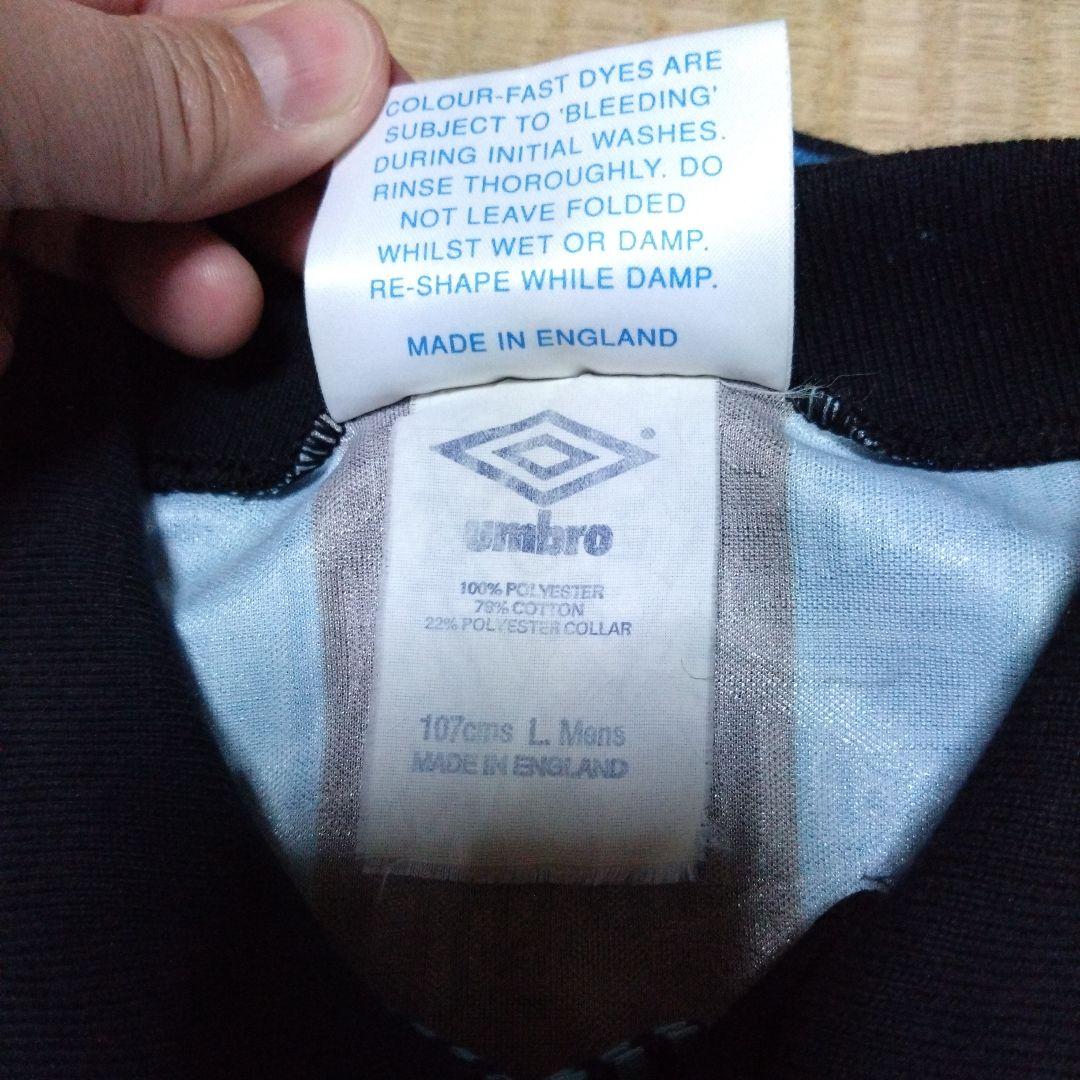 COLOUR-FAST DYES ARE
SUBJECT TO 'BLEEDING'
DURING INITIAL WASHES.
RINSE THOROUGHLY. DO
NOT LEAVE FOLDED
WHILST WET OR DAMP.
RE-SHAPE WHILE DAMP.
MADE IN ENGLAND
umbro
100% POLYESTER
78% COTTON
22% POLYESTER COLLAR
107cms L. Mens
MADE IN ENGLAND